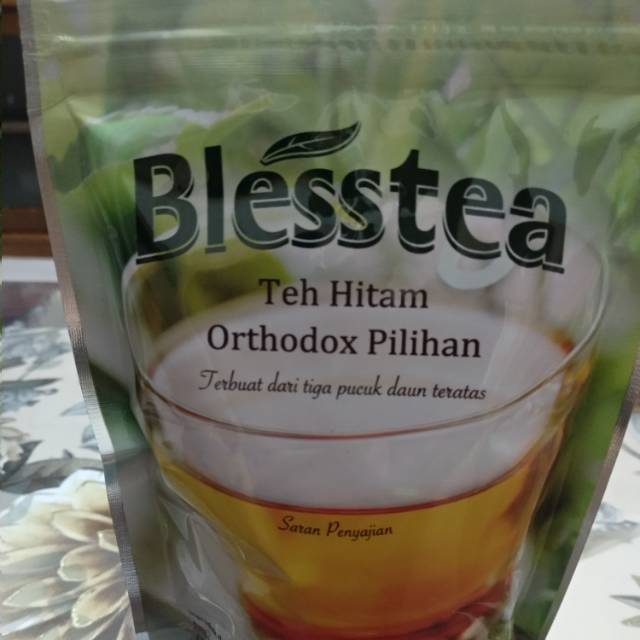 Blesstea
Teh Hitam
Orthodox Pilihan
Terbuat dari tiga pucuk daun teratas
Saran Penyajian